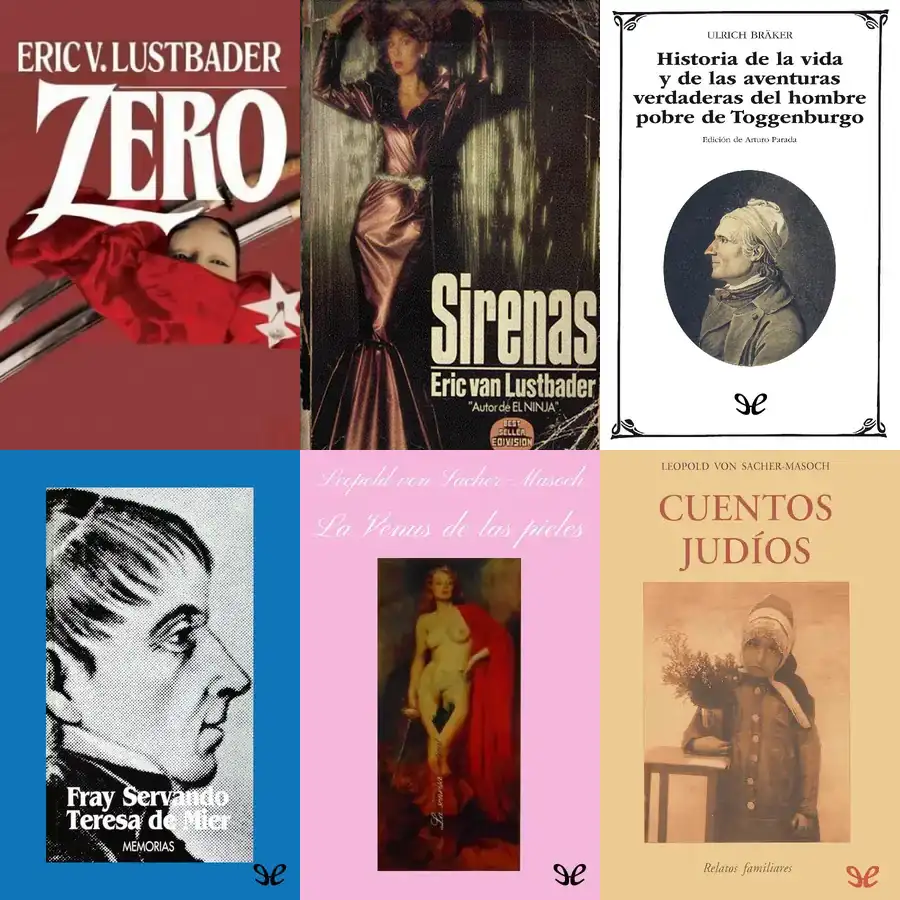 ERIC V. LUSTBADER
ZERO
Sirenas
Eric van Lustbader
"Autor de EL NINJA"
BEST
SELLER
EDIVISION
ULRICH BRÄKER
Historia de la vida
y de las aventuras
verdaderas del hombre
pobre de Toggenburgo
Edición de Arturo Parada
Fray Servando
Teresa de Mier
MEMORIAS
Leopold von Sacher-Masoch
La Venus de las pieles
La sonrisa
LEOPOLD VON SACHER-MASOCH
CUENTOS
JUDÍOS
Relatos familiares